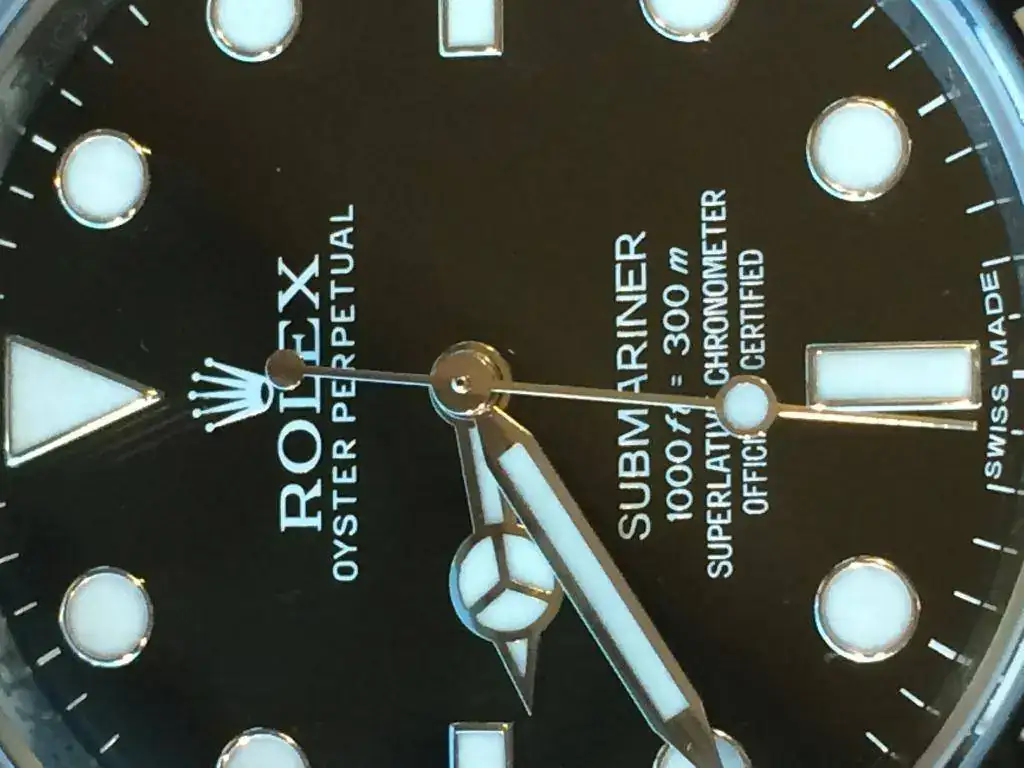 ROLEX
OYSTER PERPETUAL
SUBMARINER
1000 ft = 300 m
SUPERLATIVE CHRONOMETER
OFFICIALLY CERTIFIED
SWISS MADE